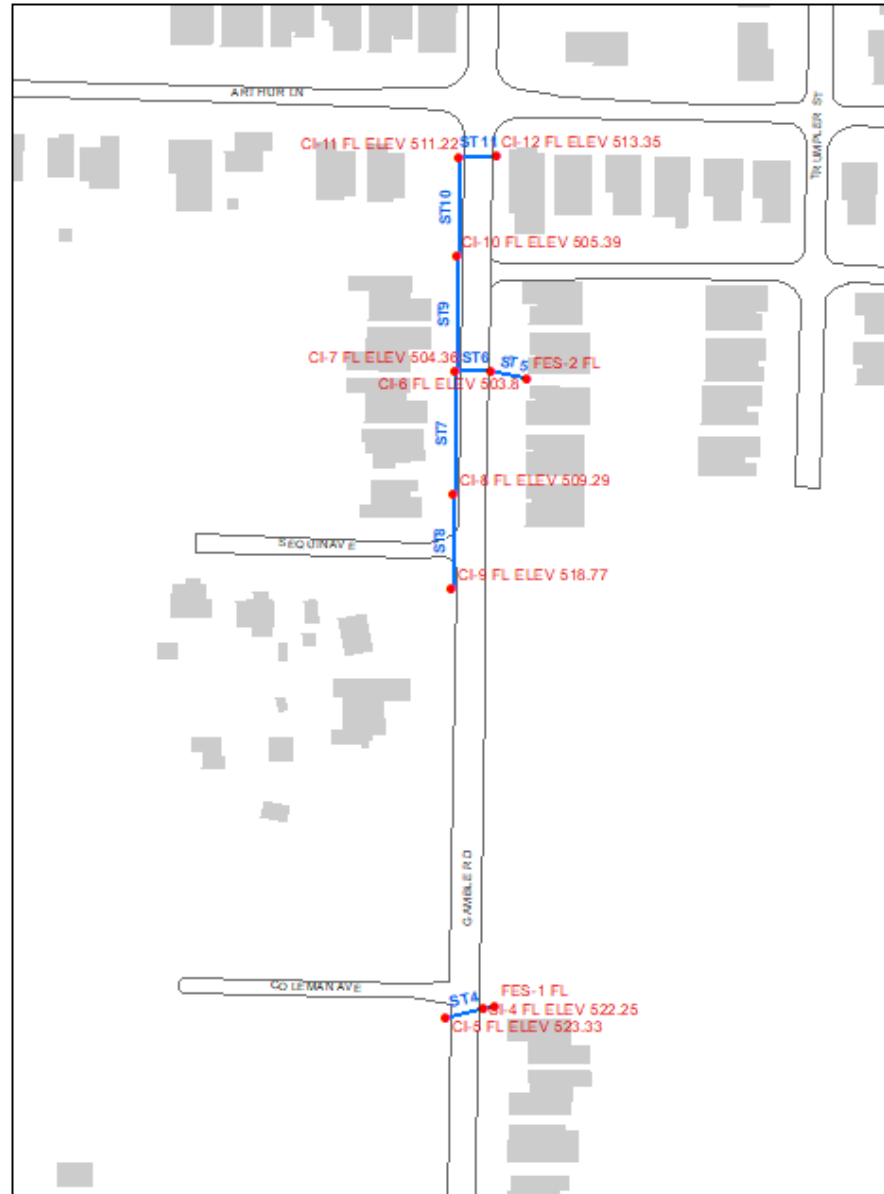 ARTHUR LN
TRUMPLER ST
CI-11 FL ELEV 511.22
ST11
CI-12 FL ELEV 513.35
ST10
CI-10 FL ELEV 505.39
ST9
CI-7 FL ELEV 504.36
ST6
ST5
FES-2 FL
CI-6 FL ELEV 503.8
ST7
CI-8 FL ELEV 509.29
ST8
SEQUIN AVE
CI-9 FL ELEV 518.77
GAMBLE RD
COLEMAN AVE
ST4
FES-1 FL
CI-4 FL ELEV 522.25
CI-5 FL ELEV 523.33